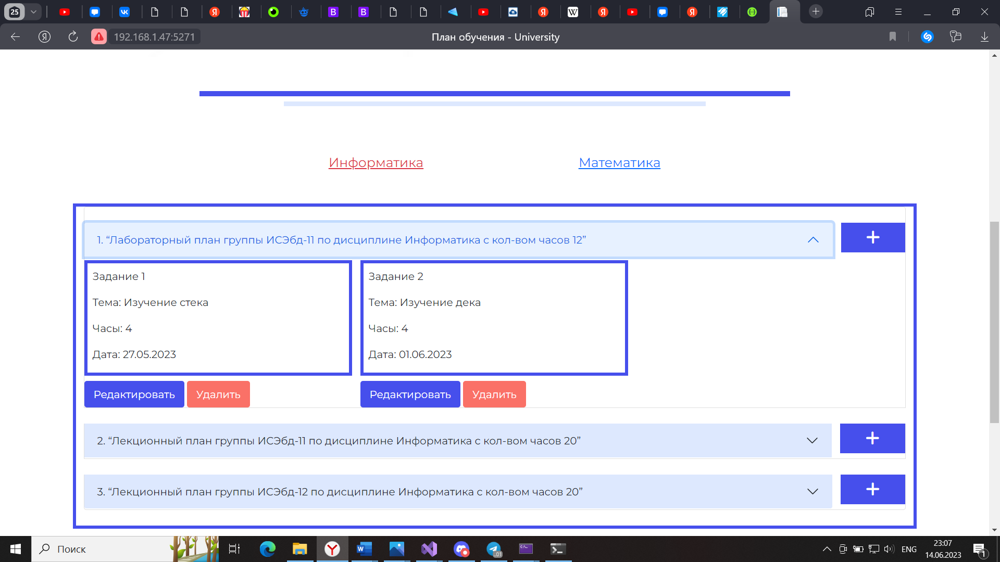 25
192.168.1.47:5271
План обучения - University
Информатика
Математика
1. “Лабораторный план группы ИСЭбд-11 по дисциплине Информатика с кол-вом часов 12”
Задание 1
Тема: Изучение стека
Часы: 4
Дата: 27.05.2023
Редактировать
Удалить
Задание 2
Тема: Изучение дека
Часы: 4
Дата: 01.06.2023
Редактировать
Удалить
2. “Лекционный план группы ИСЭбд-11 по дисциплине Информатика с кол-вом часов 20”
3. “Лекционный план группы ИСЭбд-12 по дисциплине Информатика с кол-вом часов 20”
Поиск
ENG
23:07
14.06.2023
1